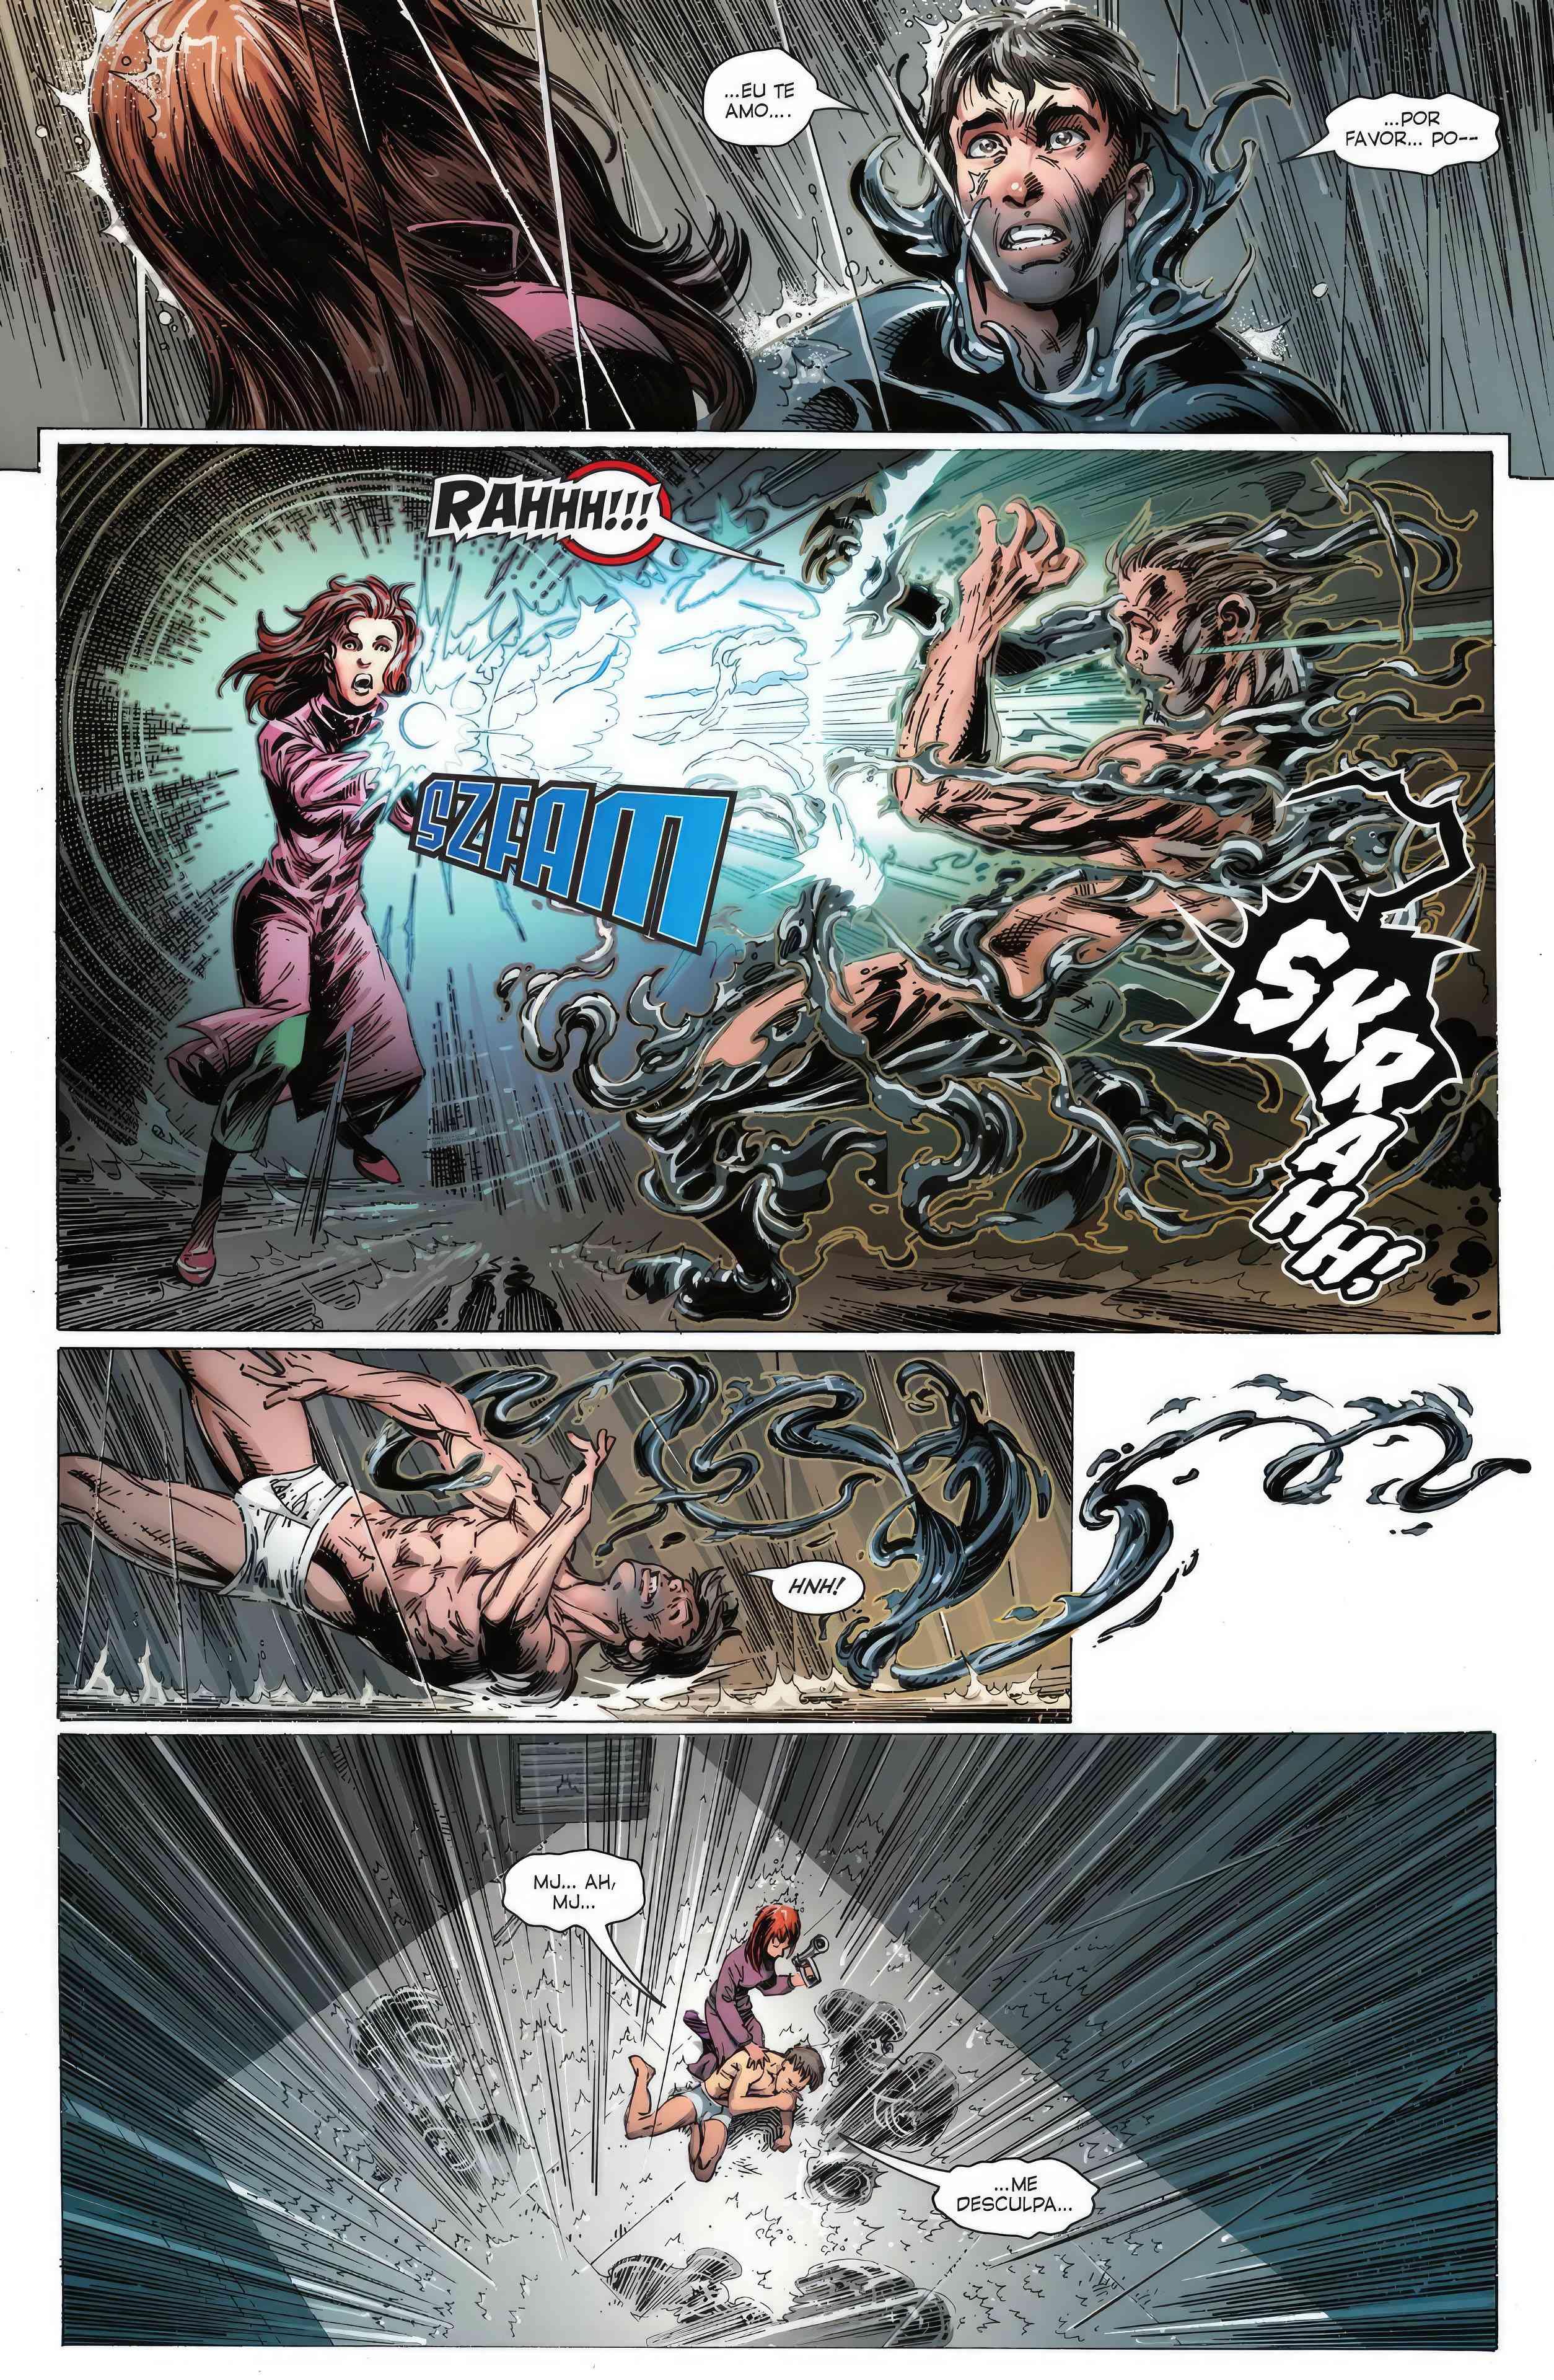 ...EU TE
AMO....
...POR
FAVOR... PO--
RAHHH!!!
SZFAM
SKRAHH!
HNH!
MJ... AH,
MJ...
...ME
DESCULPA...